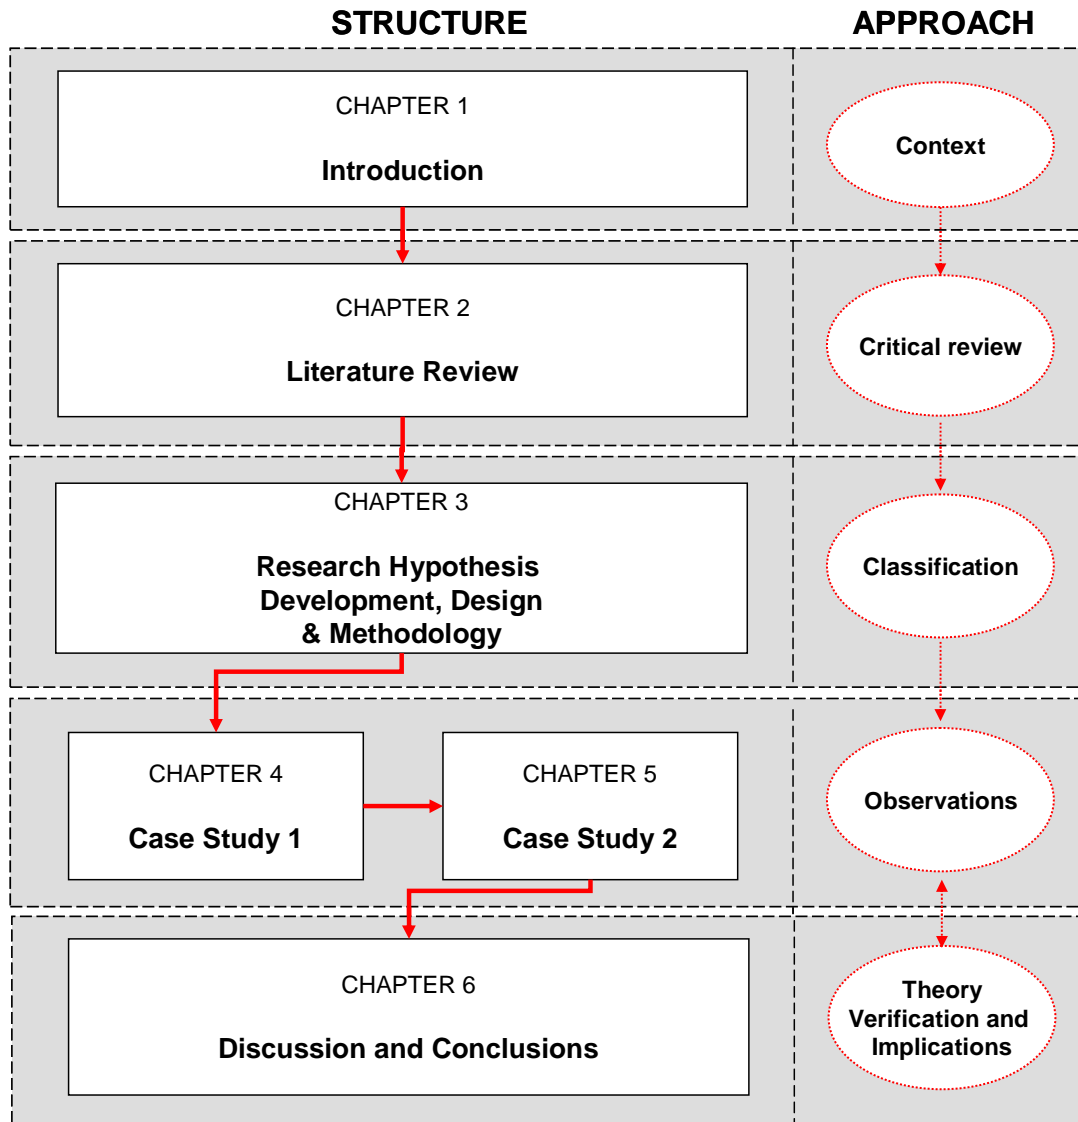 STRUCTURE
APPROACH
CHAPTER 1
Introduction
Context
CHAPTER 2
Literature Review
Critical review
CHAPTER 3
Research Hypothesis
Development, Design
& Methodology
Classification
CHAPTER 4
Case Study 1
CHAPTER 5
Case Study 2
Observations
CHAPTER 6
Discussion and Conclusions
Theory
Verification and
Implications